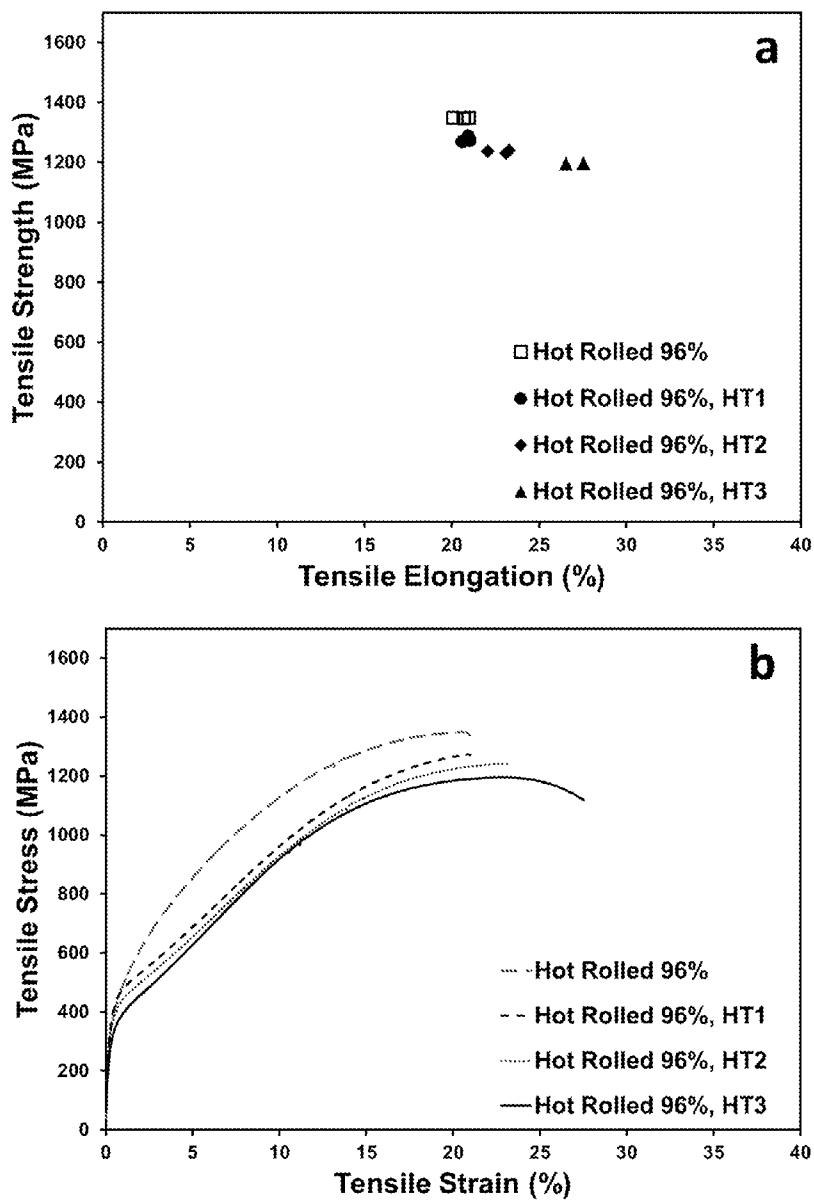 a
1600
1400
1200
1000
800
600
400
200
0
Tensile Strength (MPa)
Hot Rolled 96%
Hot Rolled 96%, HT1
Hot Rolled 96%, HT2
Hot Rolled 96%, HT3
0 5 10 15 20 25 30 35 40
Tensile Elongation (%)
b
1600
1400
1200
1000
800
600
400
200
0
Tensile Stress (MPa)
Hot Rolled 96%
Hot Rolled 96%, HT1
Hot Rolled 96%, HT2
Hot Rolled 96%, HT3
0 5 10 15 20 25 30 35 40
Tensile Strain (%)